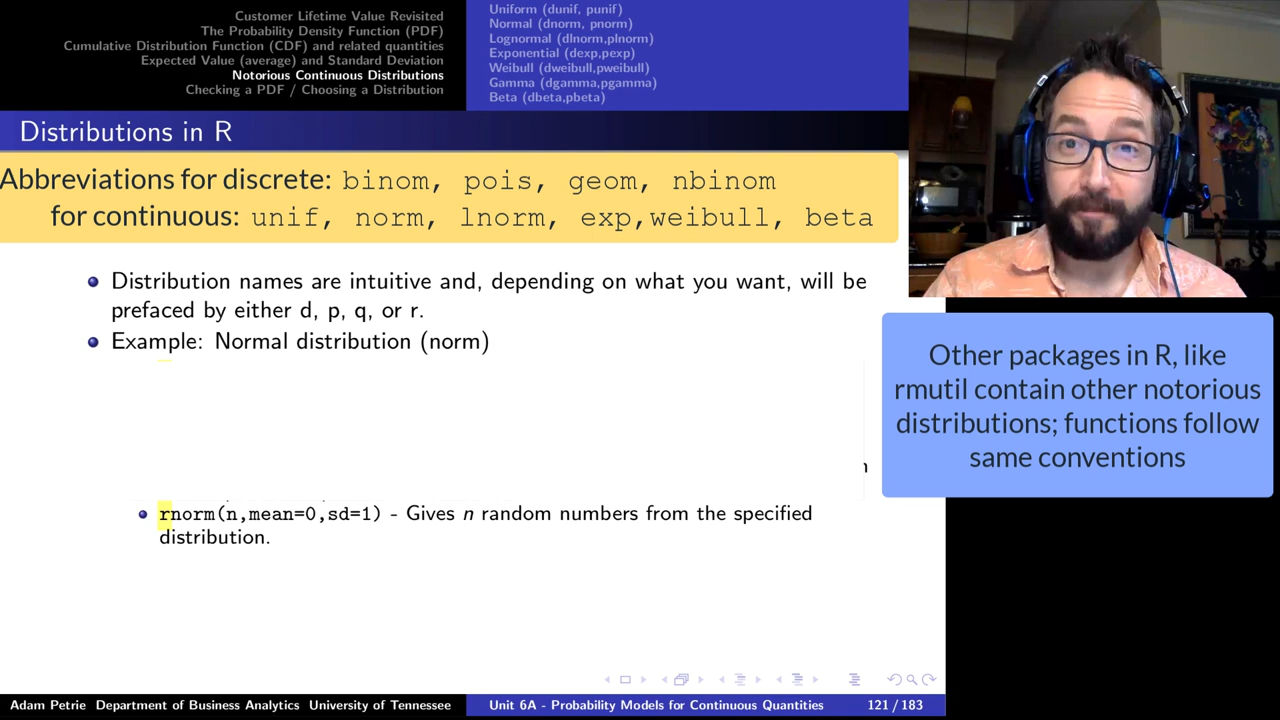 Customer Lifetime Value Revisited
The Probability Density Function (PDF)
Cumulative Distribution Function (CDF) and related quantities
Expected Value (average) and Standard Deviation
Notorious Continuous Distributions
Checking a PDF / Choosing a Distribution
Uniform (dunif, punif)
Normal (dnorm, pnorm)
Lognormal (dlnorm,plnorm)
Exponential (dexp,pexp)
Weibull (dweibull,pweibull)
Gamma (dgamma,pgamma)
Beta (dbeta,pbeta)
Distributions in R
Abbreviations for discrete: binom, pois, geom, nbinom
for continuous: unif, norm, lnorm, exp,weibull, beta
Distribution names are intuitive and, depending on what you want, will be
prefaced by either d, p, q, or r.
Example: Normal distribution (norm)
rnorm(n,mean=0,sd=1) - Gives n random numbers from the specified
distribution.
Other packages in R, like
rmutil contain other notorious
distributions; functions follow
same conventions
Adam Petrie Department of Business Analytics University of Tennessee
Unit 6A - Probability Models for Continuous Quantities
121 / 183